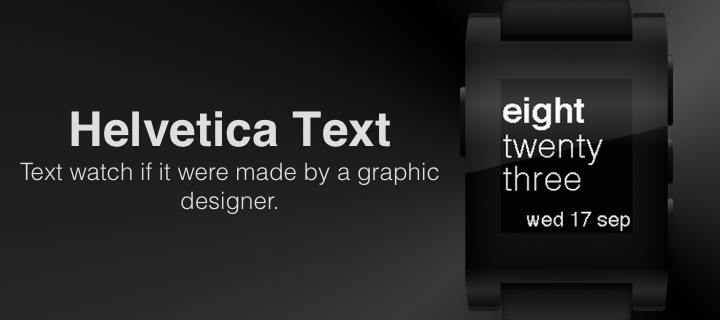 Helvetica Text
Text watch if it were made by a graphic
designer.
eight
twenty
three
wed 17 sep